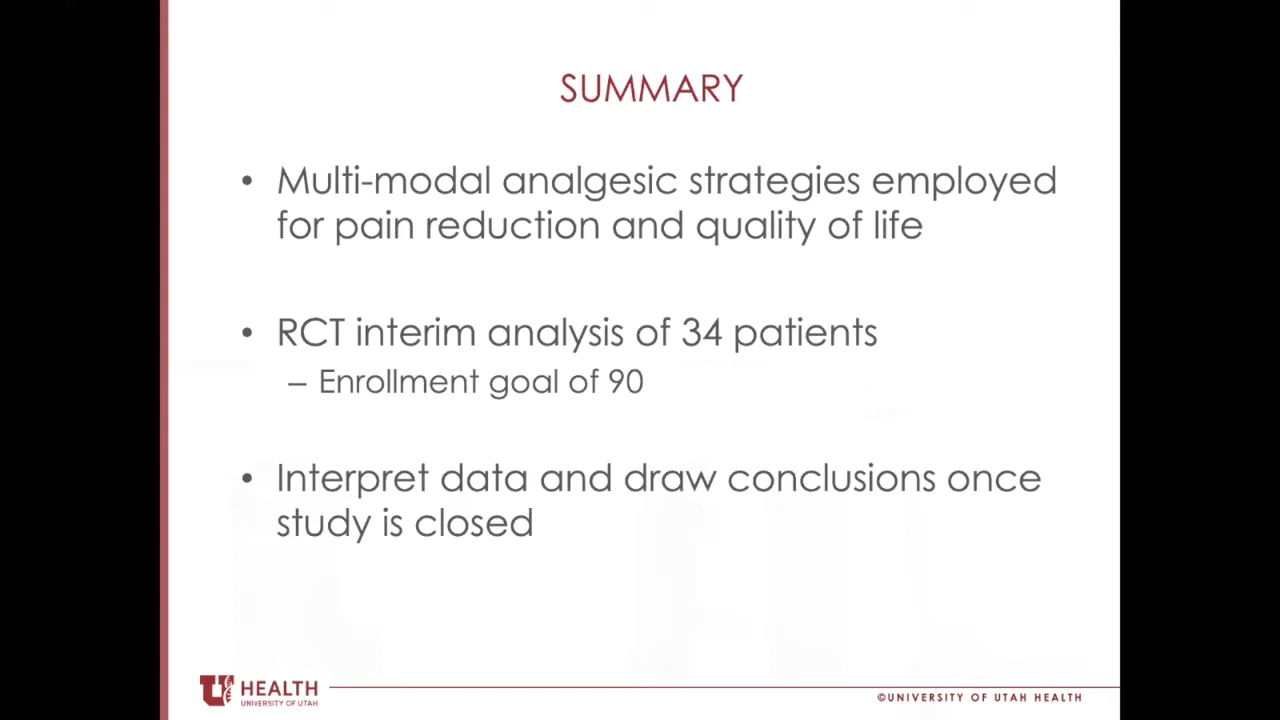 SUMMARY
• Multi-modal analgesic strategies employed
for pain reduction and quality of life
• RCT interim analysis of 34 patients
– Enrollment goal of 90
• Interpret data and draw conclusions once
study is closed
U HEALTH
UNIVERSITY OF UTAH
©UNIVERSITY OF UTAH HEALTH